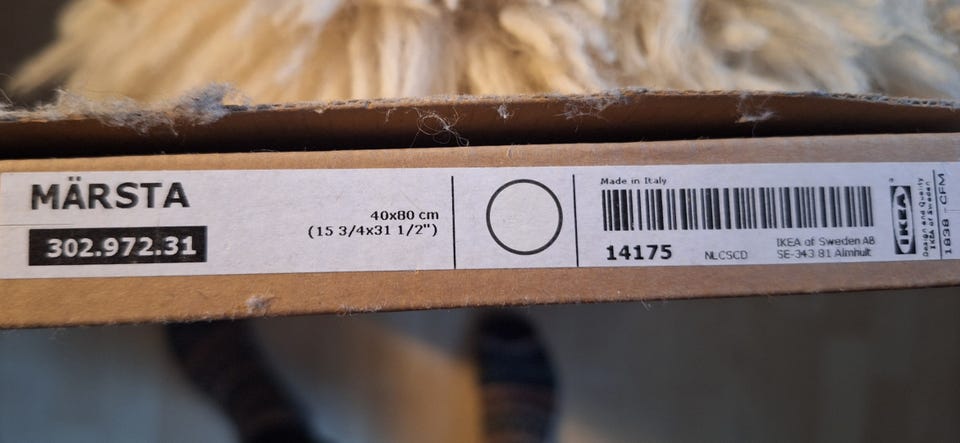 MÄRSTA
302.972.31
40x80 cm
(15 3/4x31 1/2")
Made in Italy
14175
NLCSCD
IKEA of Sweden AB
SE-343 81 Älmhult
IKEA
®
Design and Quality
IKEA of Sweden
1838 - CFM